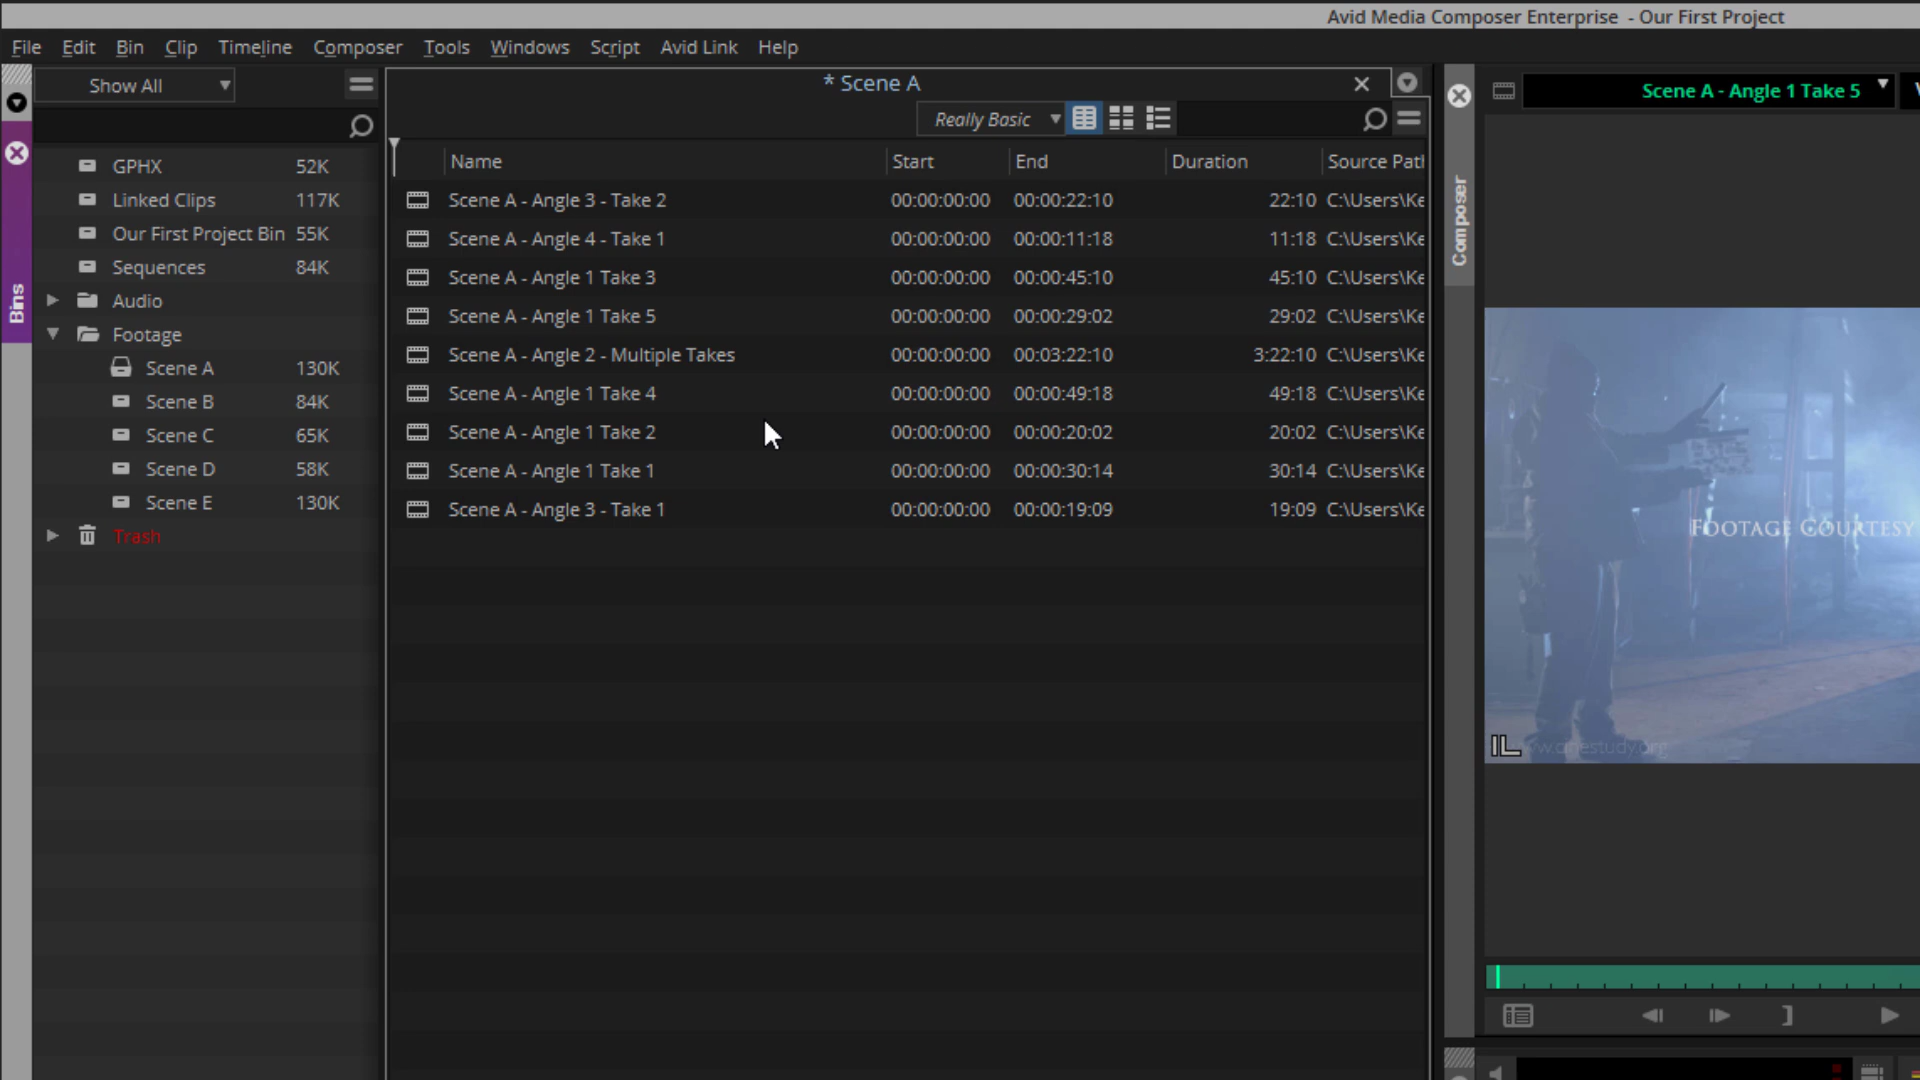 Avid Media Composer Enterprise - Our First Project
File Edit Bin Clip Timeline Composer Tools Windows Script Avid Link Help
Show All
* Scene A
Scene A - Angle 1 Take 5
Really Basic
Name Start End Duration Source Pat
GPHX 52K
Linked Clips 117K
Our First Project Bin 55K
Sequences 84K
Audio
Footage
Scene A 130K
Scene B 84K
Scene C 65K
Scene D 58K
Scene E 130K
Trash
Bins
Scene A - Angle 3 - Take 2 00:00:00:00 00:00:22:10 22:10 C:\Users\Ke
Scene A - Angle 4 - Take 1 00:00:00:00 00:00:11:18 11:18 C:\Users\Ke
Scene A - Angle 1 Take 3 00:00:00:00 00:00:45:10 45:10 C:\Users\Ke
Scene A - Angle 1 Take 5 00:00:00:00 00:00:29:02 29:02 C:\Users\Ke
Scene A - Angle 2 - Multiple Takes 00:00:00:00 00:03:22:10 3:22:10 C:\Users\Ke
Scene A - Angle 1 Take 4 00:00:00:00 00:00:49:18 49:18 C:\Users\Ke
Scene A - Angle 1 Take 2 00:00:00:00 00:00:20:02 20:02 C:\Users\Ke
Scene A - Angle 1 Take 1 00:00:00:00 00:00:30:14 30:14 C:\Users\Ke
Scene A - Angle 3 - Take 1 00:00:00:00 00:00:19:09 19:09 C:\Users\Ke
Composer
FOOTAGE COURTESY
w.cinestudy.org